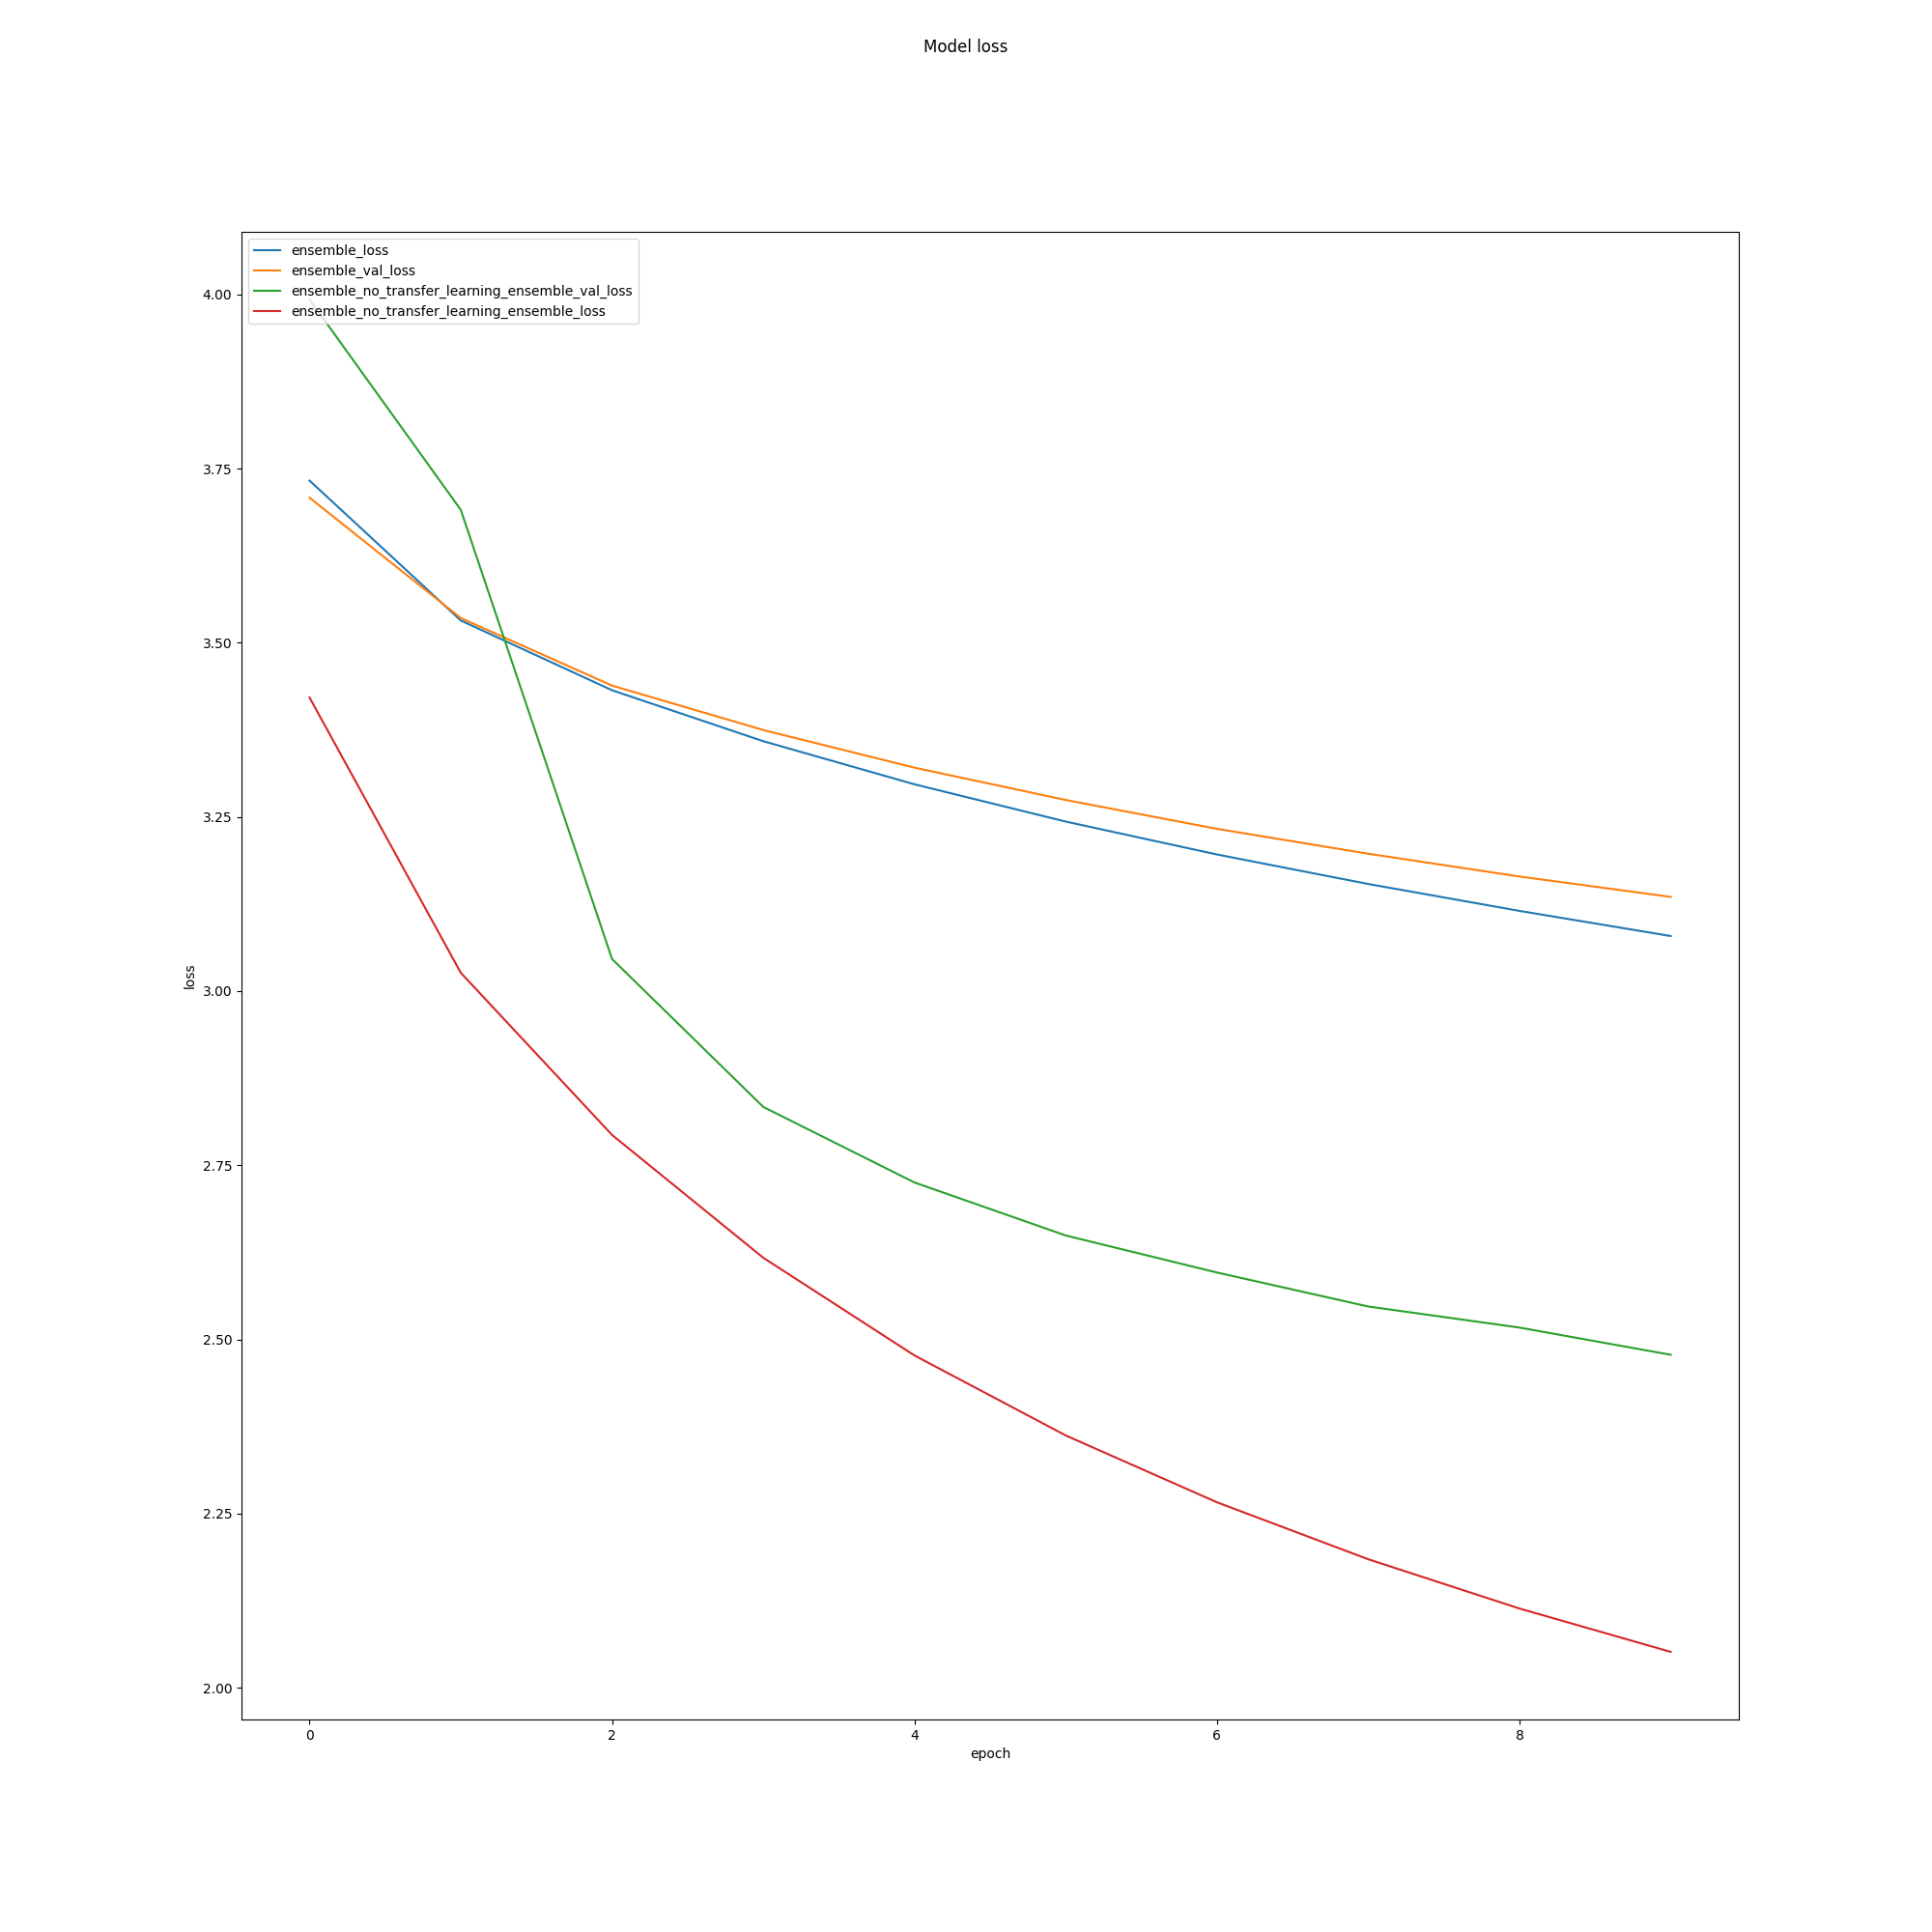 Model loss
ensemble_loss
ensemble_val_loss
ensemble_no_transfer_learning_ensemble_val_loss
ensemble_no_transfer_learning_ensemble_loss
4.00
3.75
3.50
3.25
3.00
2.75
2.50
2.25
2.00
loss
0 2 4 6 8
epoch